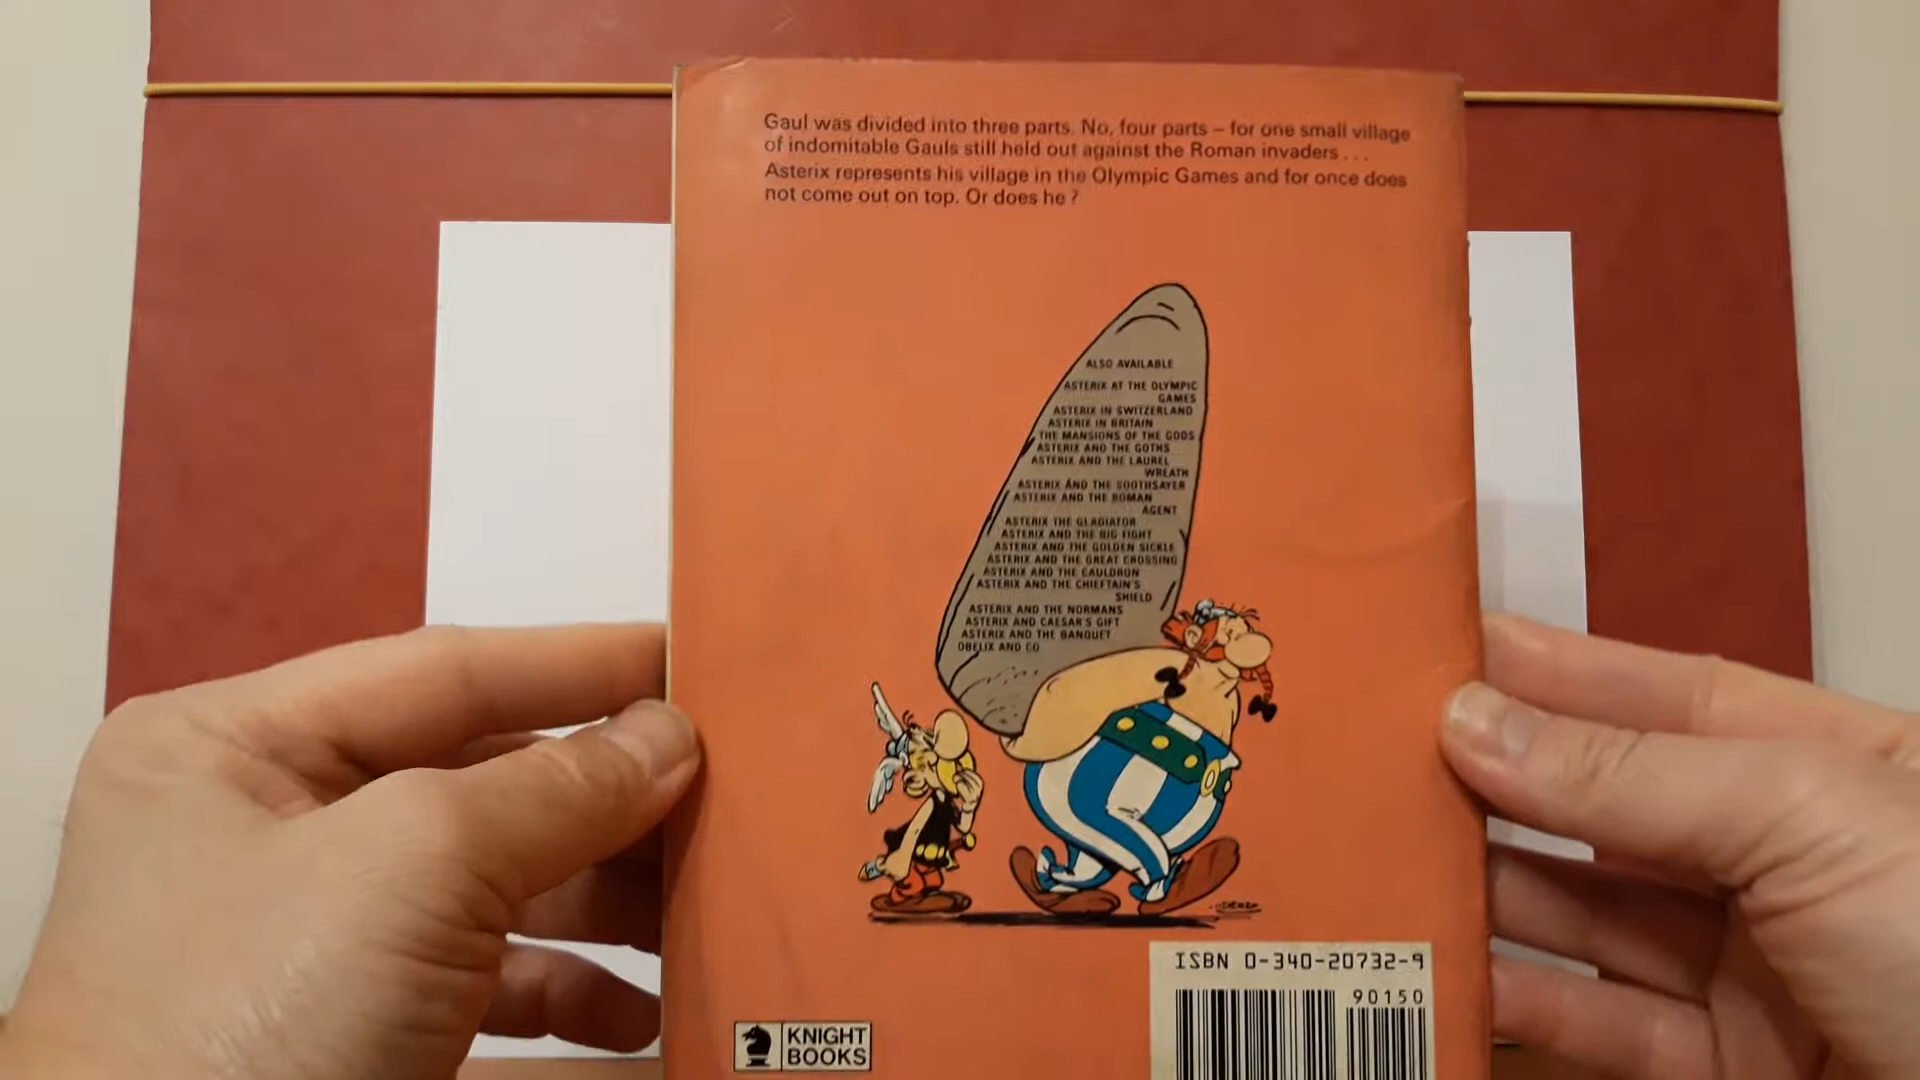 Gaul was divided into three parts. No, four parts – for one small village
of indomitable Gauls still held out against the Roman invaders . . .
Asterix represents his village in the Olympic Games and for once does
not come out on top. Or does he?
ALSO AVAILABLE
ASTERIX AT THE OLYMPIC
GAMES
ASTERIX IN SWITZERLAND
ASTERIX IN BRITAIN
THE MANSIONS OF THE GODS
ASTERIX AND THE GOTHS
ASTERIX AND THE LAUREL
WREATH
ASTERIX AND THE SOOTHSAYER
ASTERIX AND THE ROMAN
AGENT
ASTERIX THE GLADIATOR
ASTERIX AND THE BIG FIGHT
ASTERIX AND THE GOLDEN SICKLE
ASTERIX AND THE GREAT CROSSING
ASTERIX AND THE CAULDRON
ASTERIX AND THE CHIEFTAIN'S
SHIELD
ASTERIX AND THE NORMANS
ASTERIX AND CAESAR'S GIFT
ASTERIX AND THE BANQUET
OBELIX AND CO
ISBN 0-340-20732-9
90150
KNIGHT
BOOKS